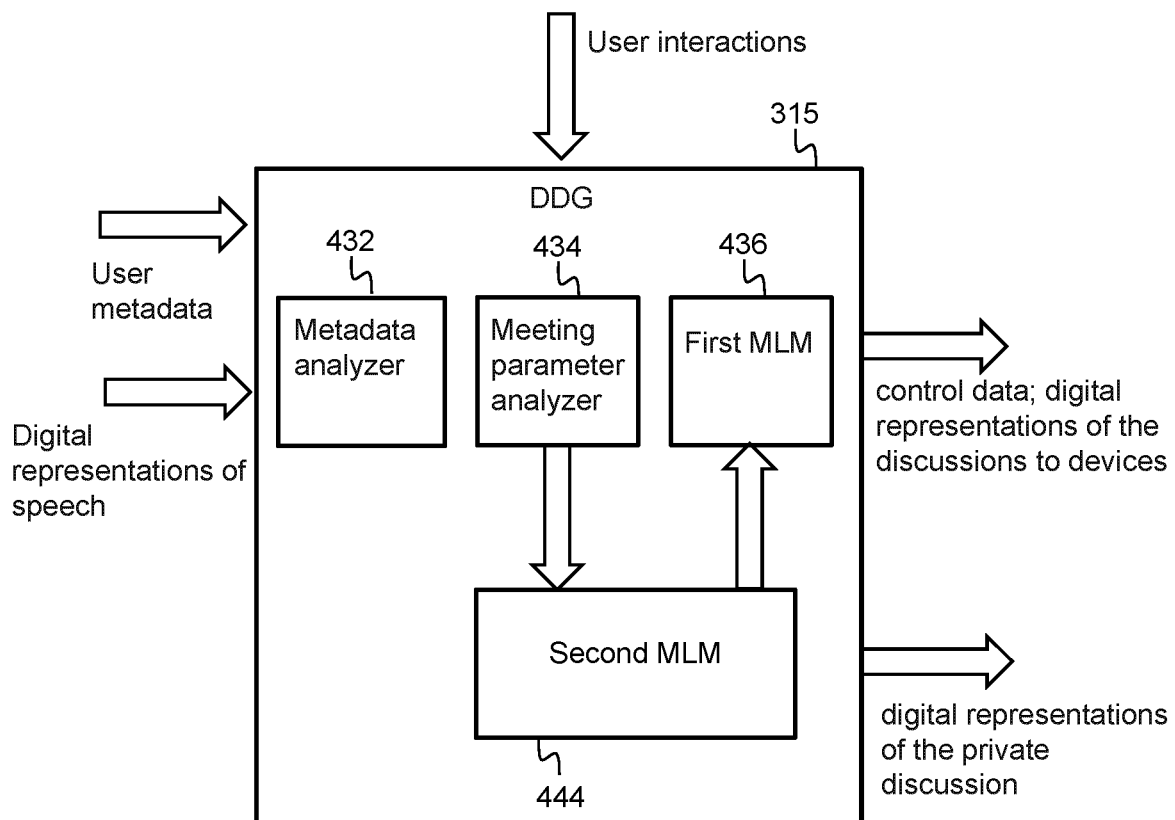 User interactions
315
DDG
432
434
436
User
metadata
Metadata
analyzer
Meeting
parameter
analyzer
First MLM
Digital
representations of
speech
control data; digital
representations of the
discussions to devices
Second MLM
digital representations
of the private
discussion
444